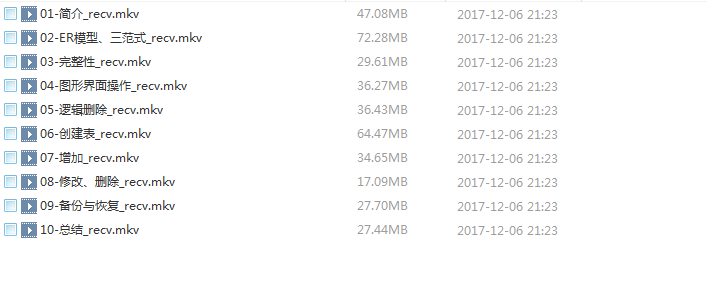 01-简介_recv.mkv 47.08MB 2017-12-06 21:23
02-ER模型、三范式_recv.mkv 72.28MB 2017-12-06 21:23
03-完整性_recv.mkv 29.61MB 2017-12-06 21:23
04-图形界面操作_recv.mkv 36.27MB 2017-12-06 21:23
05-逻辑删除_recv.mkv 36.43MB 2017-12-06 21:23
06-创建表_recv.mkv 64.47MB 2017-12-06 21:23
07-增加_recv.mkv 34.65MB 2017-12-06 21:23
08-修改、删除_recv.mkv 17.09MB 2017-12-06 21:23
09-备份与恢复_recv.mkv 27.70MB 2017-12-06 21:23
10-总结_recv.mkv 27.44MB 2017-12-06 21:23